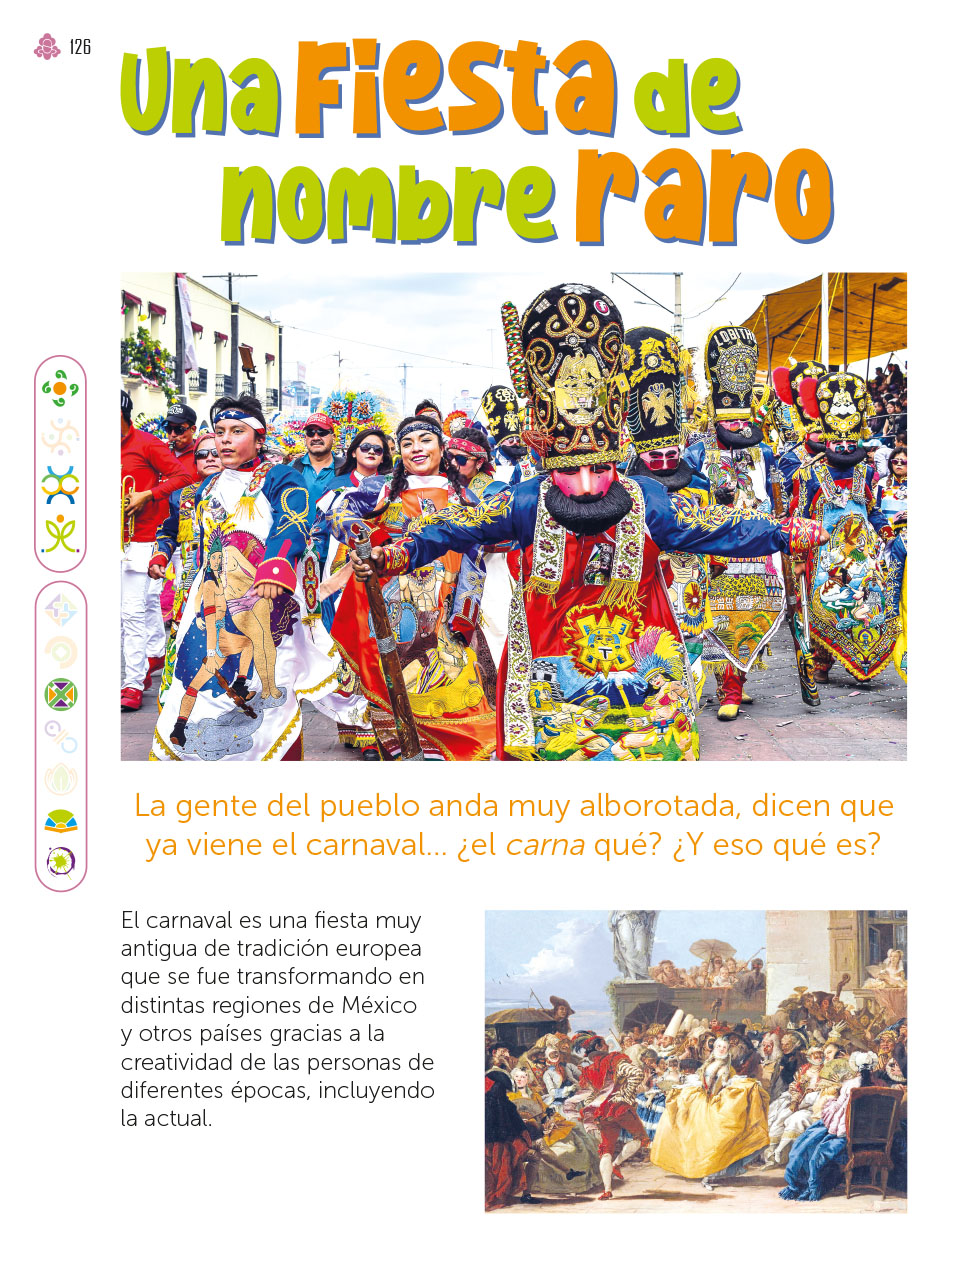 126
Una Fiesta de
nombre raro
LOBITA
La gente del pueblo anda muy alborotada, dicen que
ya viene el carnaval... ¿el carna qué? ¿Y eso qué es?
El carnaval es una fiesta muy
antigua de tradición europea
que se fue transformando en
distintas regiones de México
y otros países gracias a la
creatividad de las personas de
diferentes épocas, incluyendo
la actual.